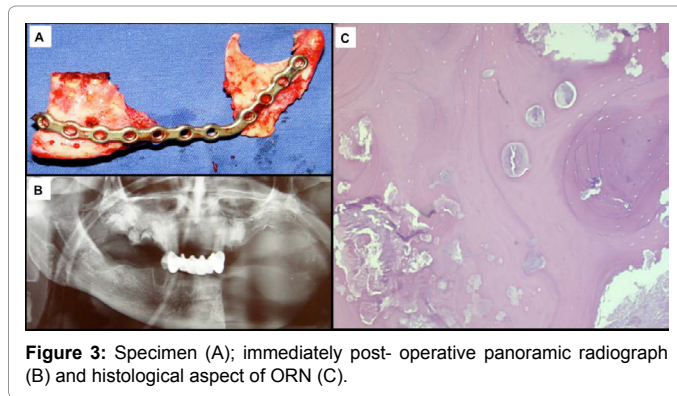 A
B
C
Figure 3: Specimen (A); immediately post- operative panoramic radiograph
(B) and histological aspect of ORN (C).